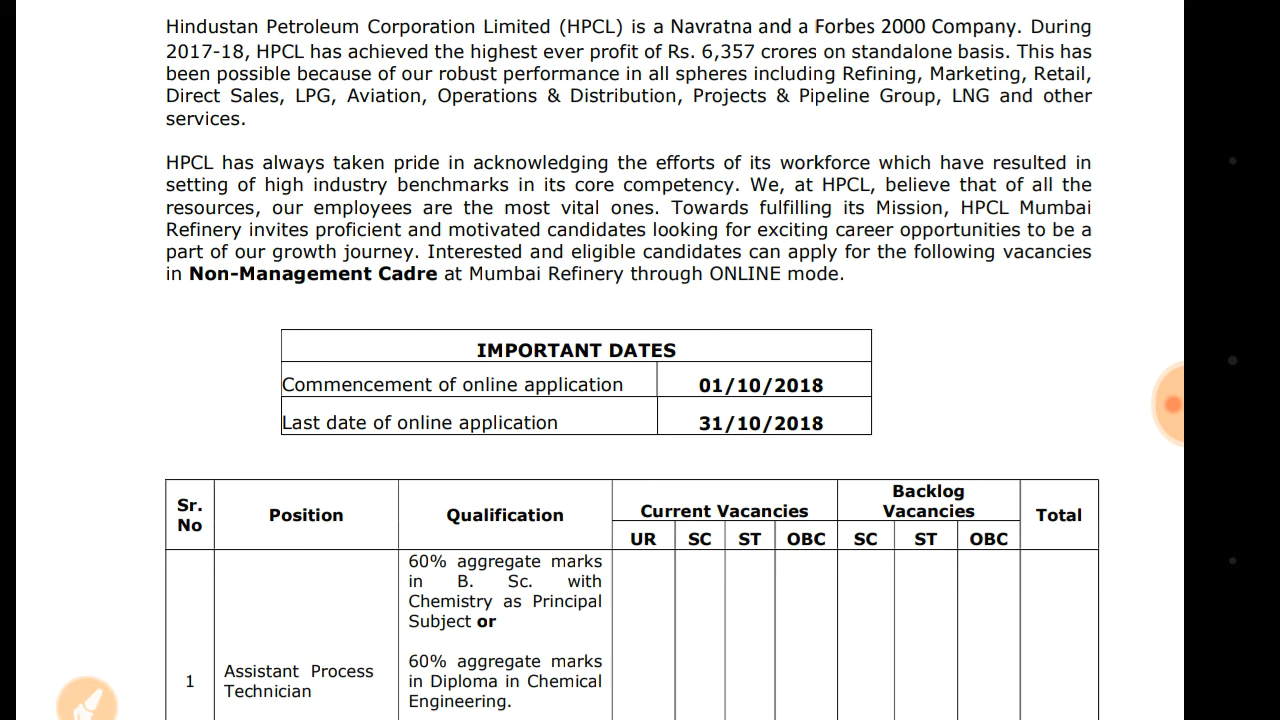 Hindustan Petroleum Corporation Limited (HPCL) is a Navratna and a Forbes 2000 Company. During
2017-18, HPCL has achieved the highest ever profit of Rs. 6,357 crores on standalone basis. This has
been possible because of our robust performance in all spheres including Refining, Marketing, Retail,
Direct Sales, LPG, Aviation, Operations & Distribution, Projects & Pipeline Group, LNG and other
services.
HPCL has always taken pride in acknowledging the efforts of its workforce which have resulted in
setting of high industry benchmarks in its core competency. We, at HPCL, believe that of all the
resources, our employees are the most vital ones. Towards fulfilling its Mission, HPCL Mumbai
Refinery invites proficient and motivated candidates looking for exciting career opportunities to be a
part of our growth journey. Interested and eligible candidates can apply for the following vacancies
in Non-Management Cadre at Mumbai Refinery through ONLINE mode.
IMPORTANT DATES
Commencement of online application 01/10/2018
Last date of online application 31/10/2018
Sr. No Position Qualification Current Vacancies Backlog Vacancies Total
UR SC ST OBC SC ST OBC
60% aggregate marks
in B. Sc. with
Chemistry as Principal
Subject or
1 Assistant Process Technician
60% aggregate marks
in Diploma in Chemical
Engineering.